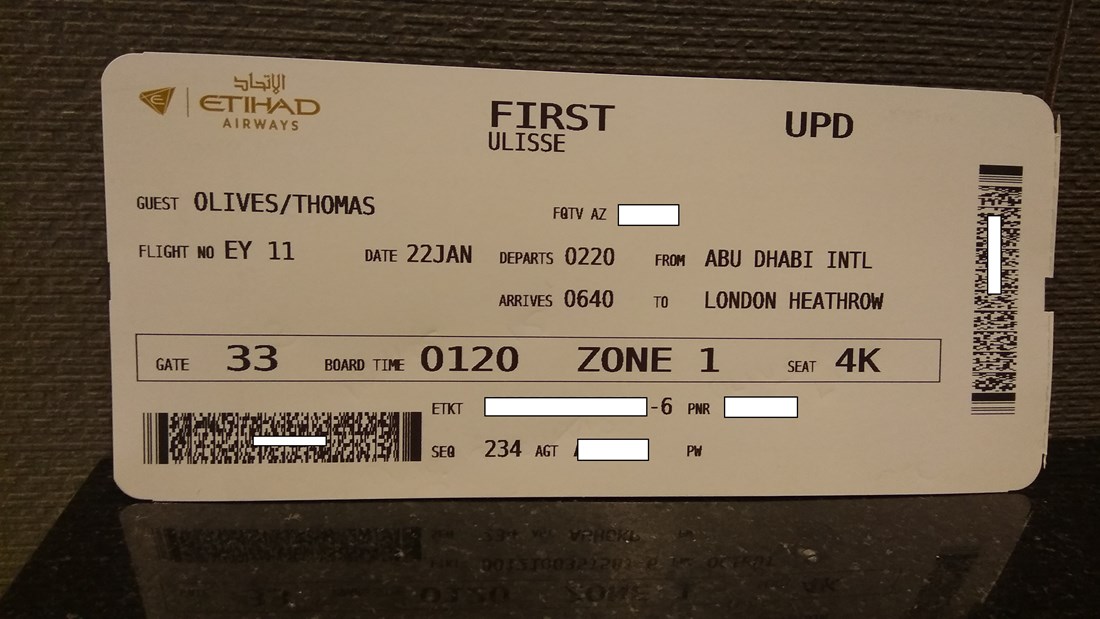 الإتحاد
ETIHAD
AIRWAYS
FIRST
ULISSE
UPD
GUEST OLIVES/THOMAS
FQTV AZ
FLIGHT NO EY 11 DATE 22JAN DEPARTS 0220 FROM ABU DHABI INTL
ARRIVES 0640 TO LONDON HEATHROW
GATE 33 BOARD TIME 0120 ZONE 1 SEAT 4K
ETKT -6 PNR
SEQ 234 AGT PW